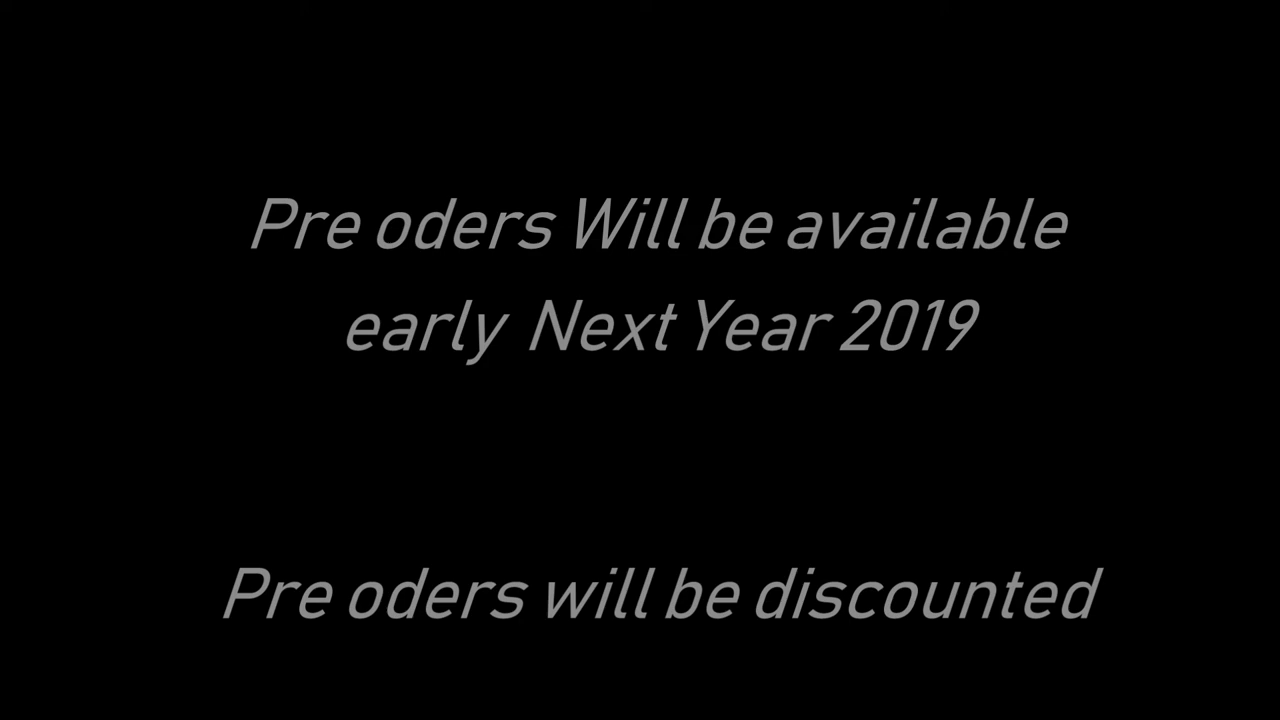 Pre oders Will be available
early Next Year 2019
Pre oders will be discounted